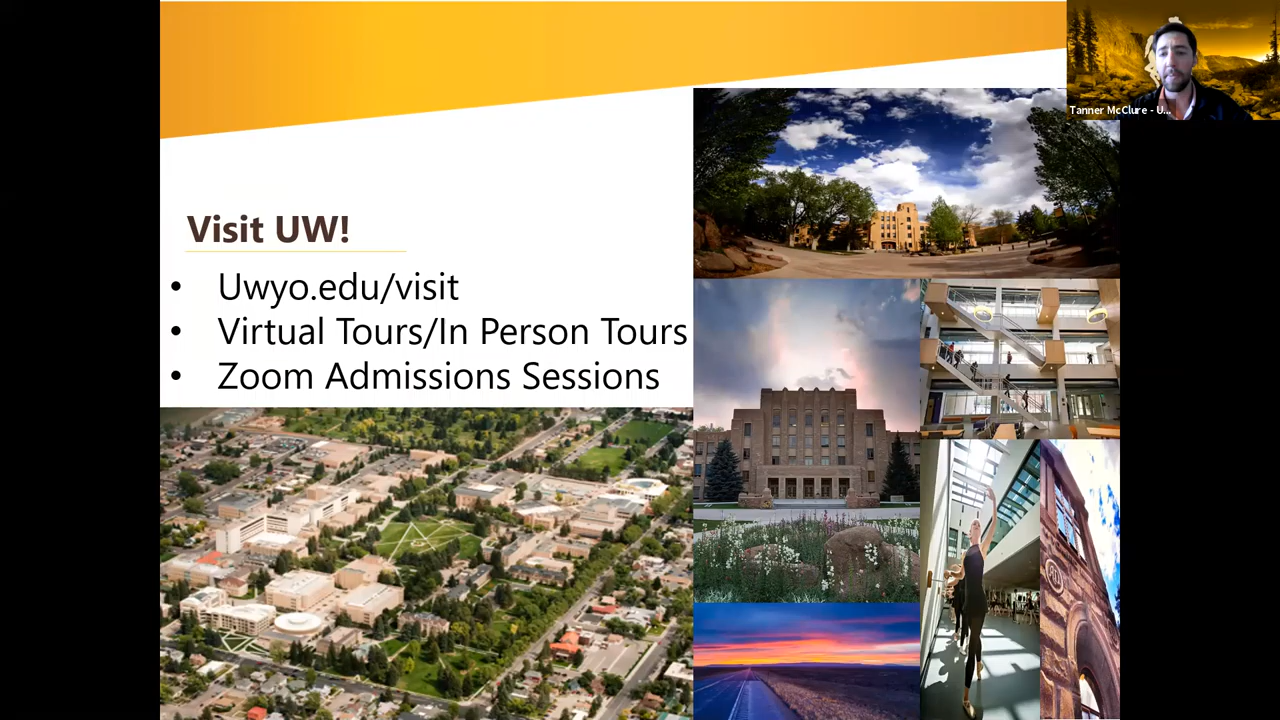 Tanner McClure - U...
Visit UW!
• Uwyo.edu/visit
• Virtual Tours/In Person Tours
• Zoom Admissions Sessions